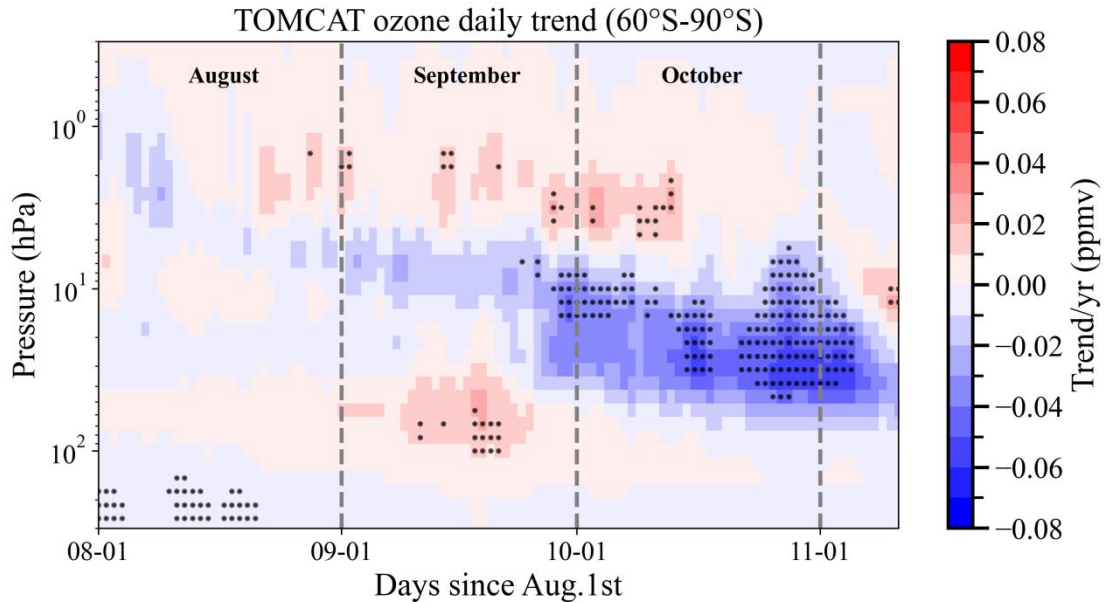 TOMCAT ozone daily trend (60°S-90°S)
August
September
October
Pressure (hPa)
10⁰
10¹
10²
08-01
09-01
10-01
11-01
Days since Aug.1st
0.08
0.06
0.04
0.02
0.00
−0.02
−0.04
−0.06
−0.08
Trend/yr (ppmv)